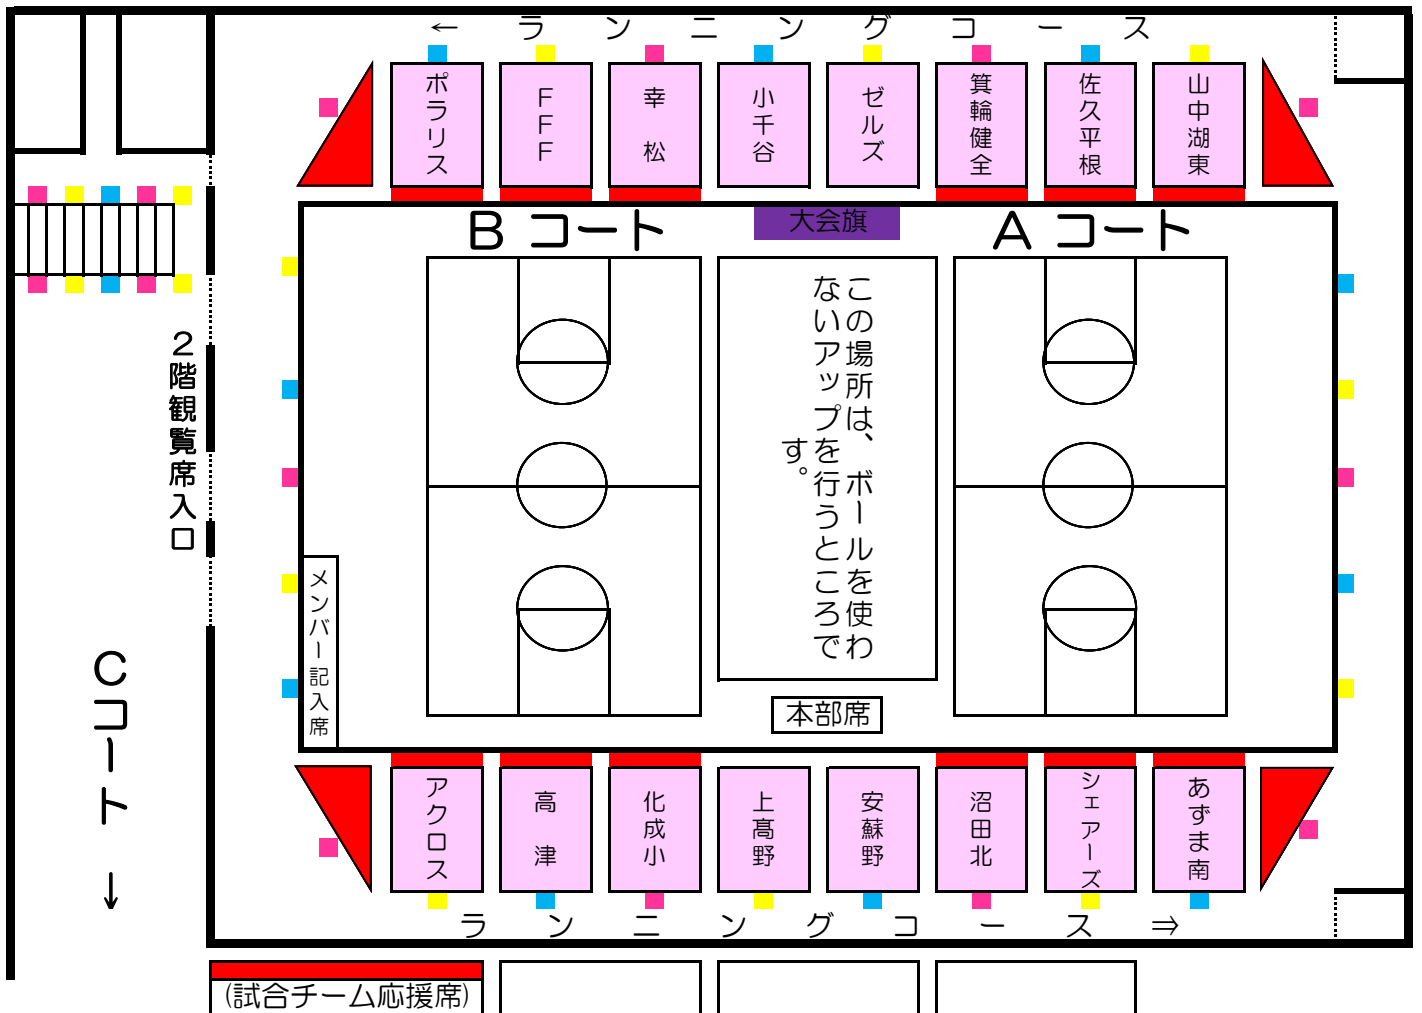 ← ランニングコース
ポラリス
FFF
幸松
小千谷
ゼルズ
箕輪健全
佐久平根
山中湖東
Bコート
大会旗
Aコート
この場所は、ボールを使わ
ないアップを行うところで
す。
2階観覧席入口
メンバー記入席
Cコート ↓
本部席
アクロス
高津
化成小
上髙野
安蘇野
沼田北
シェアーズ
あずま南
ランニングコース ⇒
(試合チーム応援席)